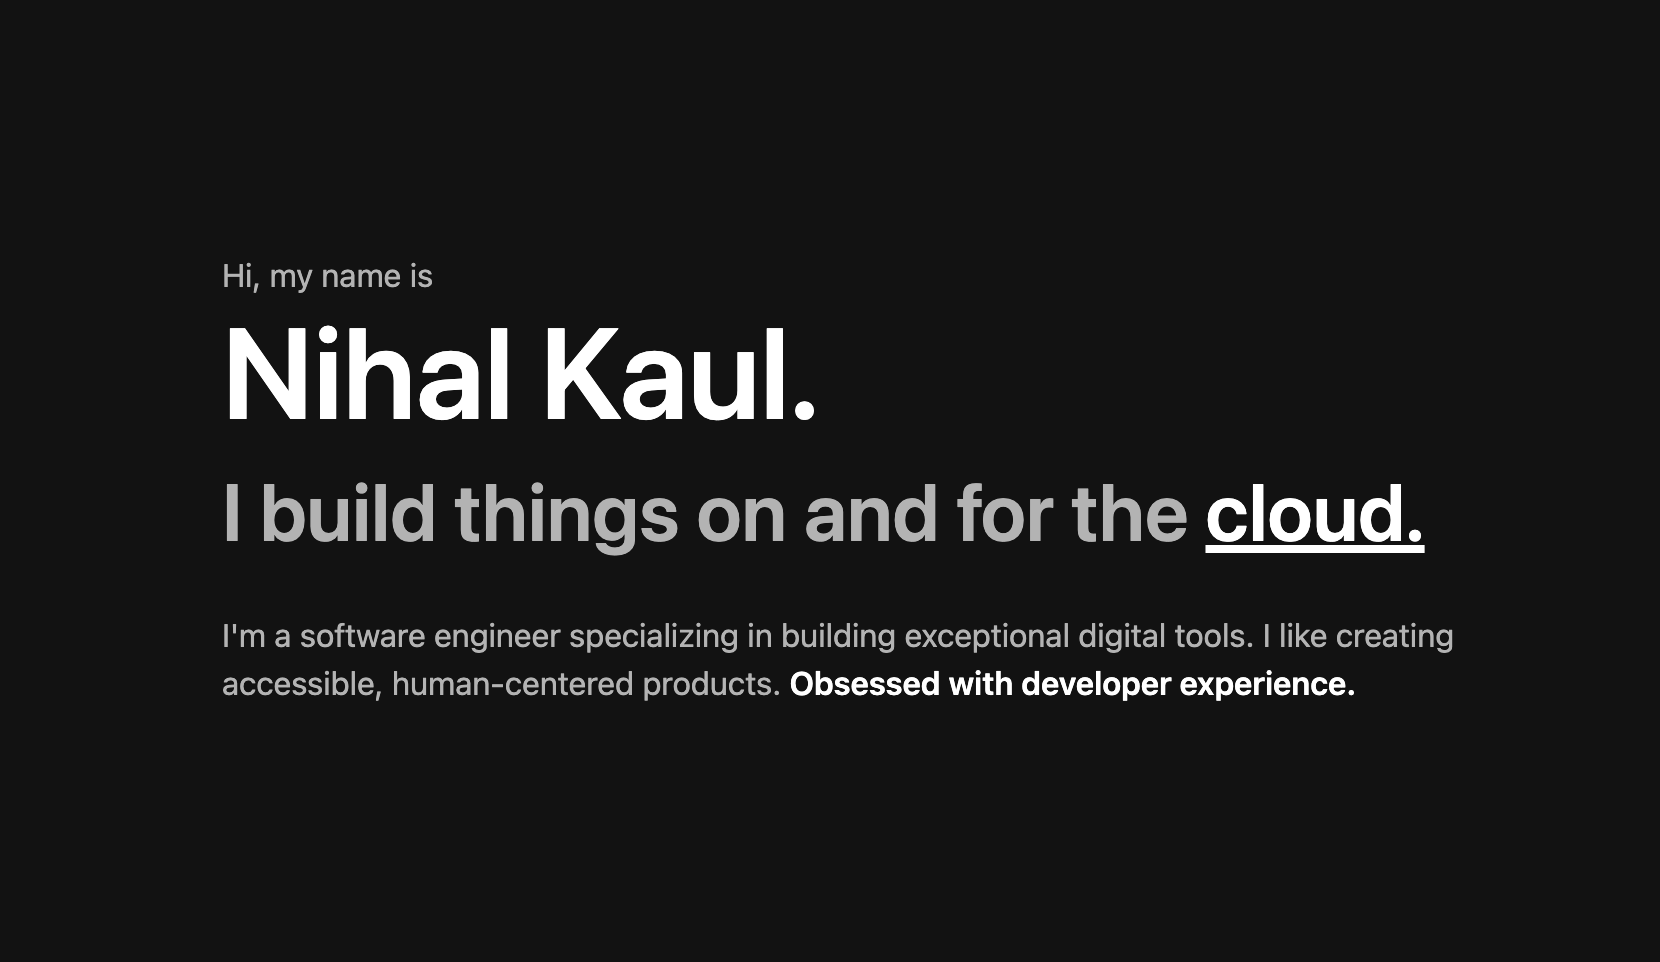 Hi, my name is
Nihal Kaul.
I build things on and for the cloud.
I'm a software engineer specializing in building exceptional digital tools. I like creating
accessible, human-centered products. Obsessed with developer experience.